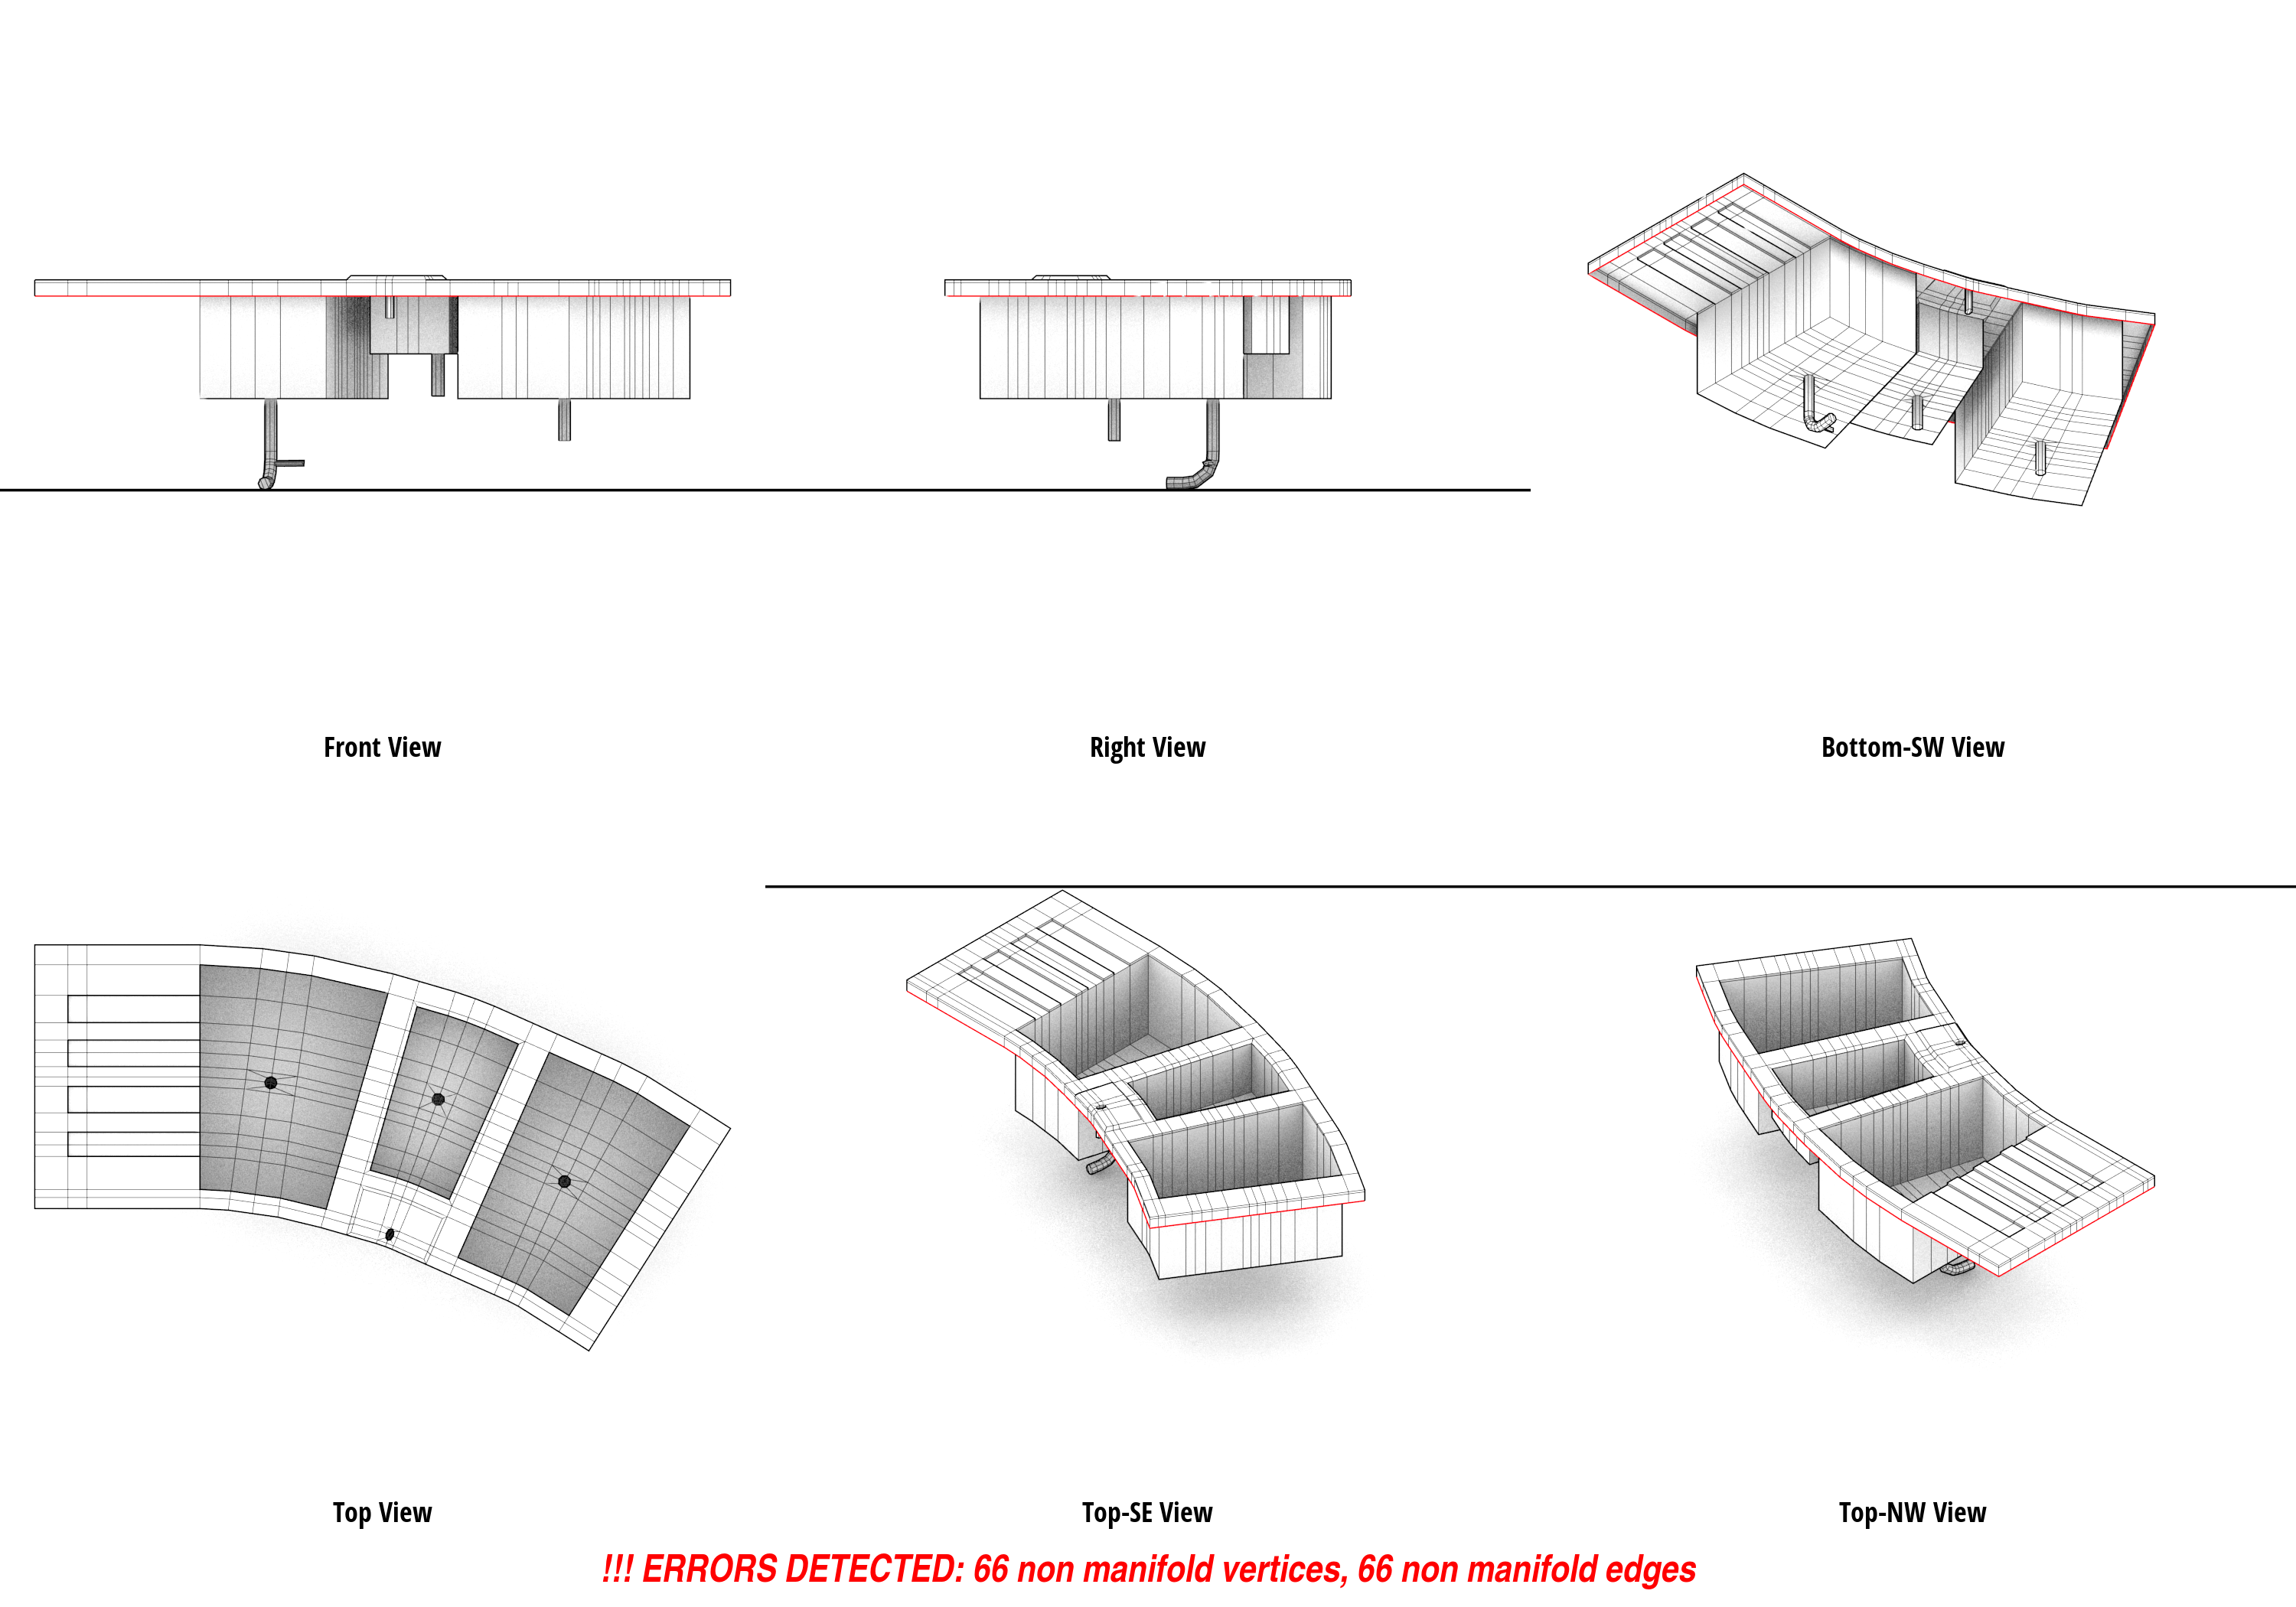 Front View
Right View
Bottom-SW View
Top View
Top-SE View
Top-NW View
!!! ERRORS DETECTED: 66 non manifold vertices, 66 non manifold edges